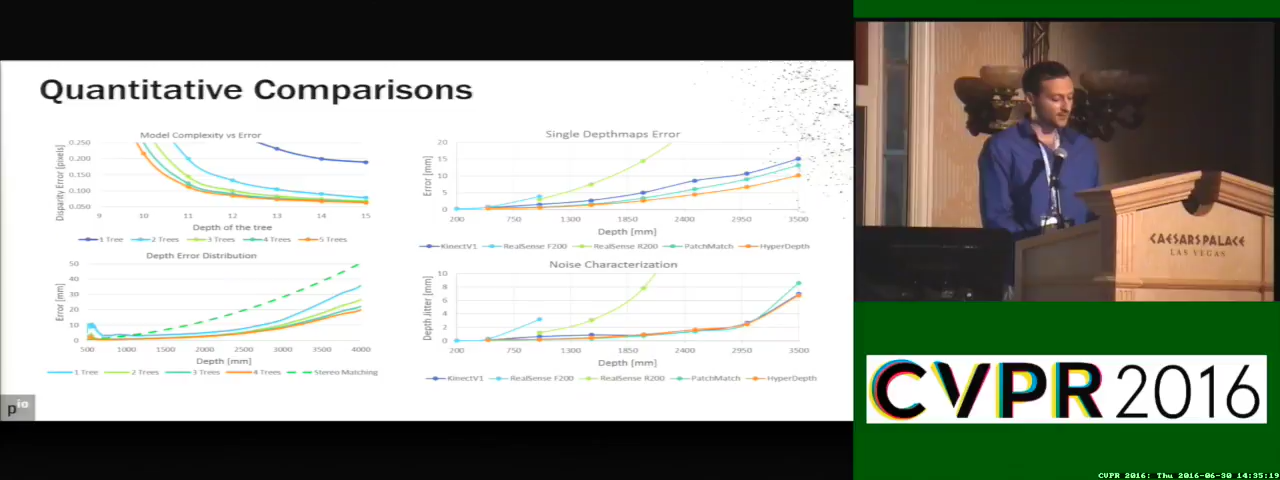 Quantitative Comparisons
Model Complexity vs Error
0.250
0.200
0.150
0.100
0.050
Disparity Error [pixels]
9 10 11 12 13 14 15
Depth of the tree
1 Tree 2 Trees 3 Trees 4 Trees 5 Trees
Single Depthmaps Error
20
15
10
5
0
Error [mm]
200 750 1300 1850 2400 2950 3500
Depth [mm]
KinectV1 RealSense F200 RealSense R200 PatchMatch HyperDepth
Depth Error Distribution
50
40
30
20
10
0
Error [mm]
500 1000 1500 2000 2500 3000 3500 4000
Depth [mm]
1 Tree 2 Trees 3 Trees 4 Trees Stereo Matching
Noise Characterization
10
8
6
4
2
0
Depth Jitter [mm]
200 750 1300 1850 2400 2950 3500
Depth [mm]
KinectV1 RealSense F200 RealSense R200 PatchMatch HyperDepth
CAESARS PALACE
LAS VEGAS
CVPR 2016
CVPR 2016: Thu 2016-06-30 14:35:19